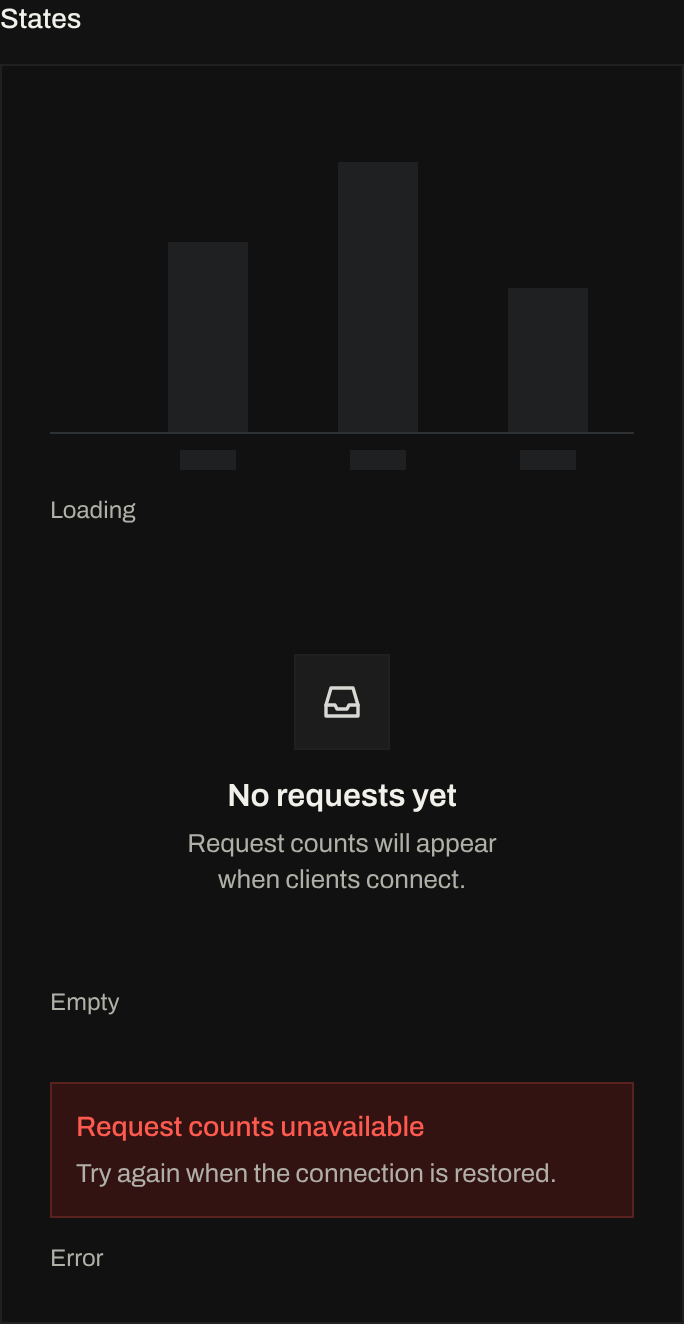 States
Loading
No requests yet
Request counts will appear
when clients connect.
Empty
Request counts unavailable
Try again when the connection is restored.
Error